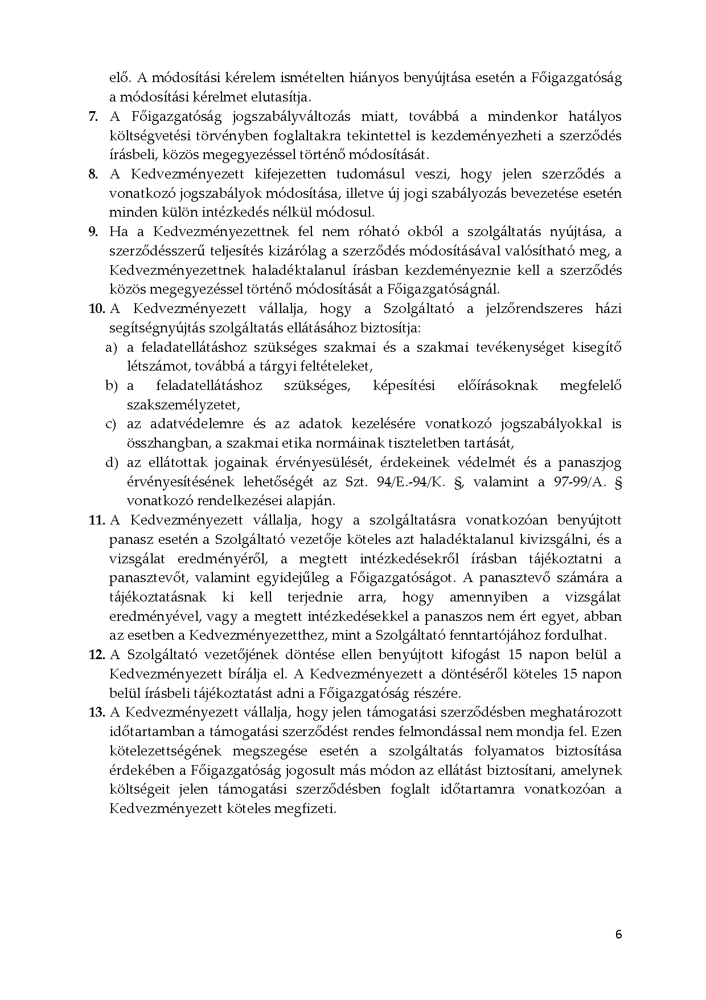 elő. A módosítási kérelem ismételten hiányos benyújtása esetén a Főigazgatóság
a módosítási kérelmet elutasítja.
7. A Főigazgatóság jogszabályváltozás miatt, továbbá a mindenkor hatályos
költségvetési törvényben foglaltakra tekintettel is kezdeményezheti a szerződés
írásbeli, közös megegyezéssel történő módosítását.
8. A Kedvezményezett kifejezetten tudomásul veszi, hogy jelen szerződés a
vonatkozó jogszabályok módosítása, illetve új jogi szabályozás bevezetése esetén
minden külön intézkedés nélkül módosul.
9. Ha a Kedvezményezettnek fel nem róható okból a szolgáltatás nyújtása, a
szerződésszerű teljesítés kizárólag a szerződés módosításával valósítható meg, a
Kedvezményezettnek haladéktalanul írásban kezdeményeznie kell a szerződés
közös megegyezéssel történő módosítását a Főigazgatóságnál.
10. A Kedvezményezett vállalja, hogy a Szolgáltató a jelzőrendszeres házi
segítségnyújtás szolgáltatás ellátásához biztosítja:
a) a feladatellátáshoz szükséges szakmai és a szakmai tevékenységet kisegítő
létszámot, továbbá a tárgyi feltételeket,
b) a feladatellátáshoz szükséges, képesítési előírásoknak megfelelő
szakszemélyzetet,
c) az adatvédelemre és az adatok kezelésére vonatkozó jogszabályokkal is
összhangban, a szakmai etika normáinak tiszteletben tartását,
d) az ellátottak jogainak érvényesülését, érdekeinek védelmét és a panaszjog
érvényesítésének lehetőségét az Szt. 94/E.-94/K. §, valamint a 97-99/A. §
vonatkozó rendelkezései alapján.
11. A Kedvezményezett vállalja, hogy a szolgáltatásra vonatkozóan benyújtott
panasz esetén a Szolgáltató vezetője köteles azt haladéktalanul kivizsgálni, és a
vizsgálat eredményéről, a megtett intézkedésekről írásban tájékoztatni a
panasztevőt, valamint egyidejűleg a Főigazgatóságot. A panasztevő számára a
tájékoztatásnak ki kell terjednie arra, hogy amennyiben a vizsgálat
eredményével, vagy a megtett intézkedésekkel a panaszos nem ért egyet, abban
az esetben a Kedvezményezetthez, mint a Szolgáltató fenntartójához fordulhat.
12. A Szolgáltató vezetőjének döntése ellen benyújtott kifogást 15 napon belül a
Kedvezményezett bírálja el. A Kedvezményezett a döntéséről köteles 15 napon
belül írásbeli tájékoztatást adni a Főigazgatóság részére.
13. A Kedvezményezett vállalja, hogy jelen támogatási szerződésben meghatározott
időtartamban a támogatási szerződést rendes felmondással nem mondja fel. Ezen
kötelezettségének megszegése esetén a szolgáltatás folyamatos biztosítása
érdekében a Főigazgatóság jogosult más módon az ellátást biztosítani, amelynek
költségeit jelen támogatási szerződésben foglalt időtartamra vonatkozóan a
Kedvezményezett köteles megfizeti.
6